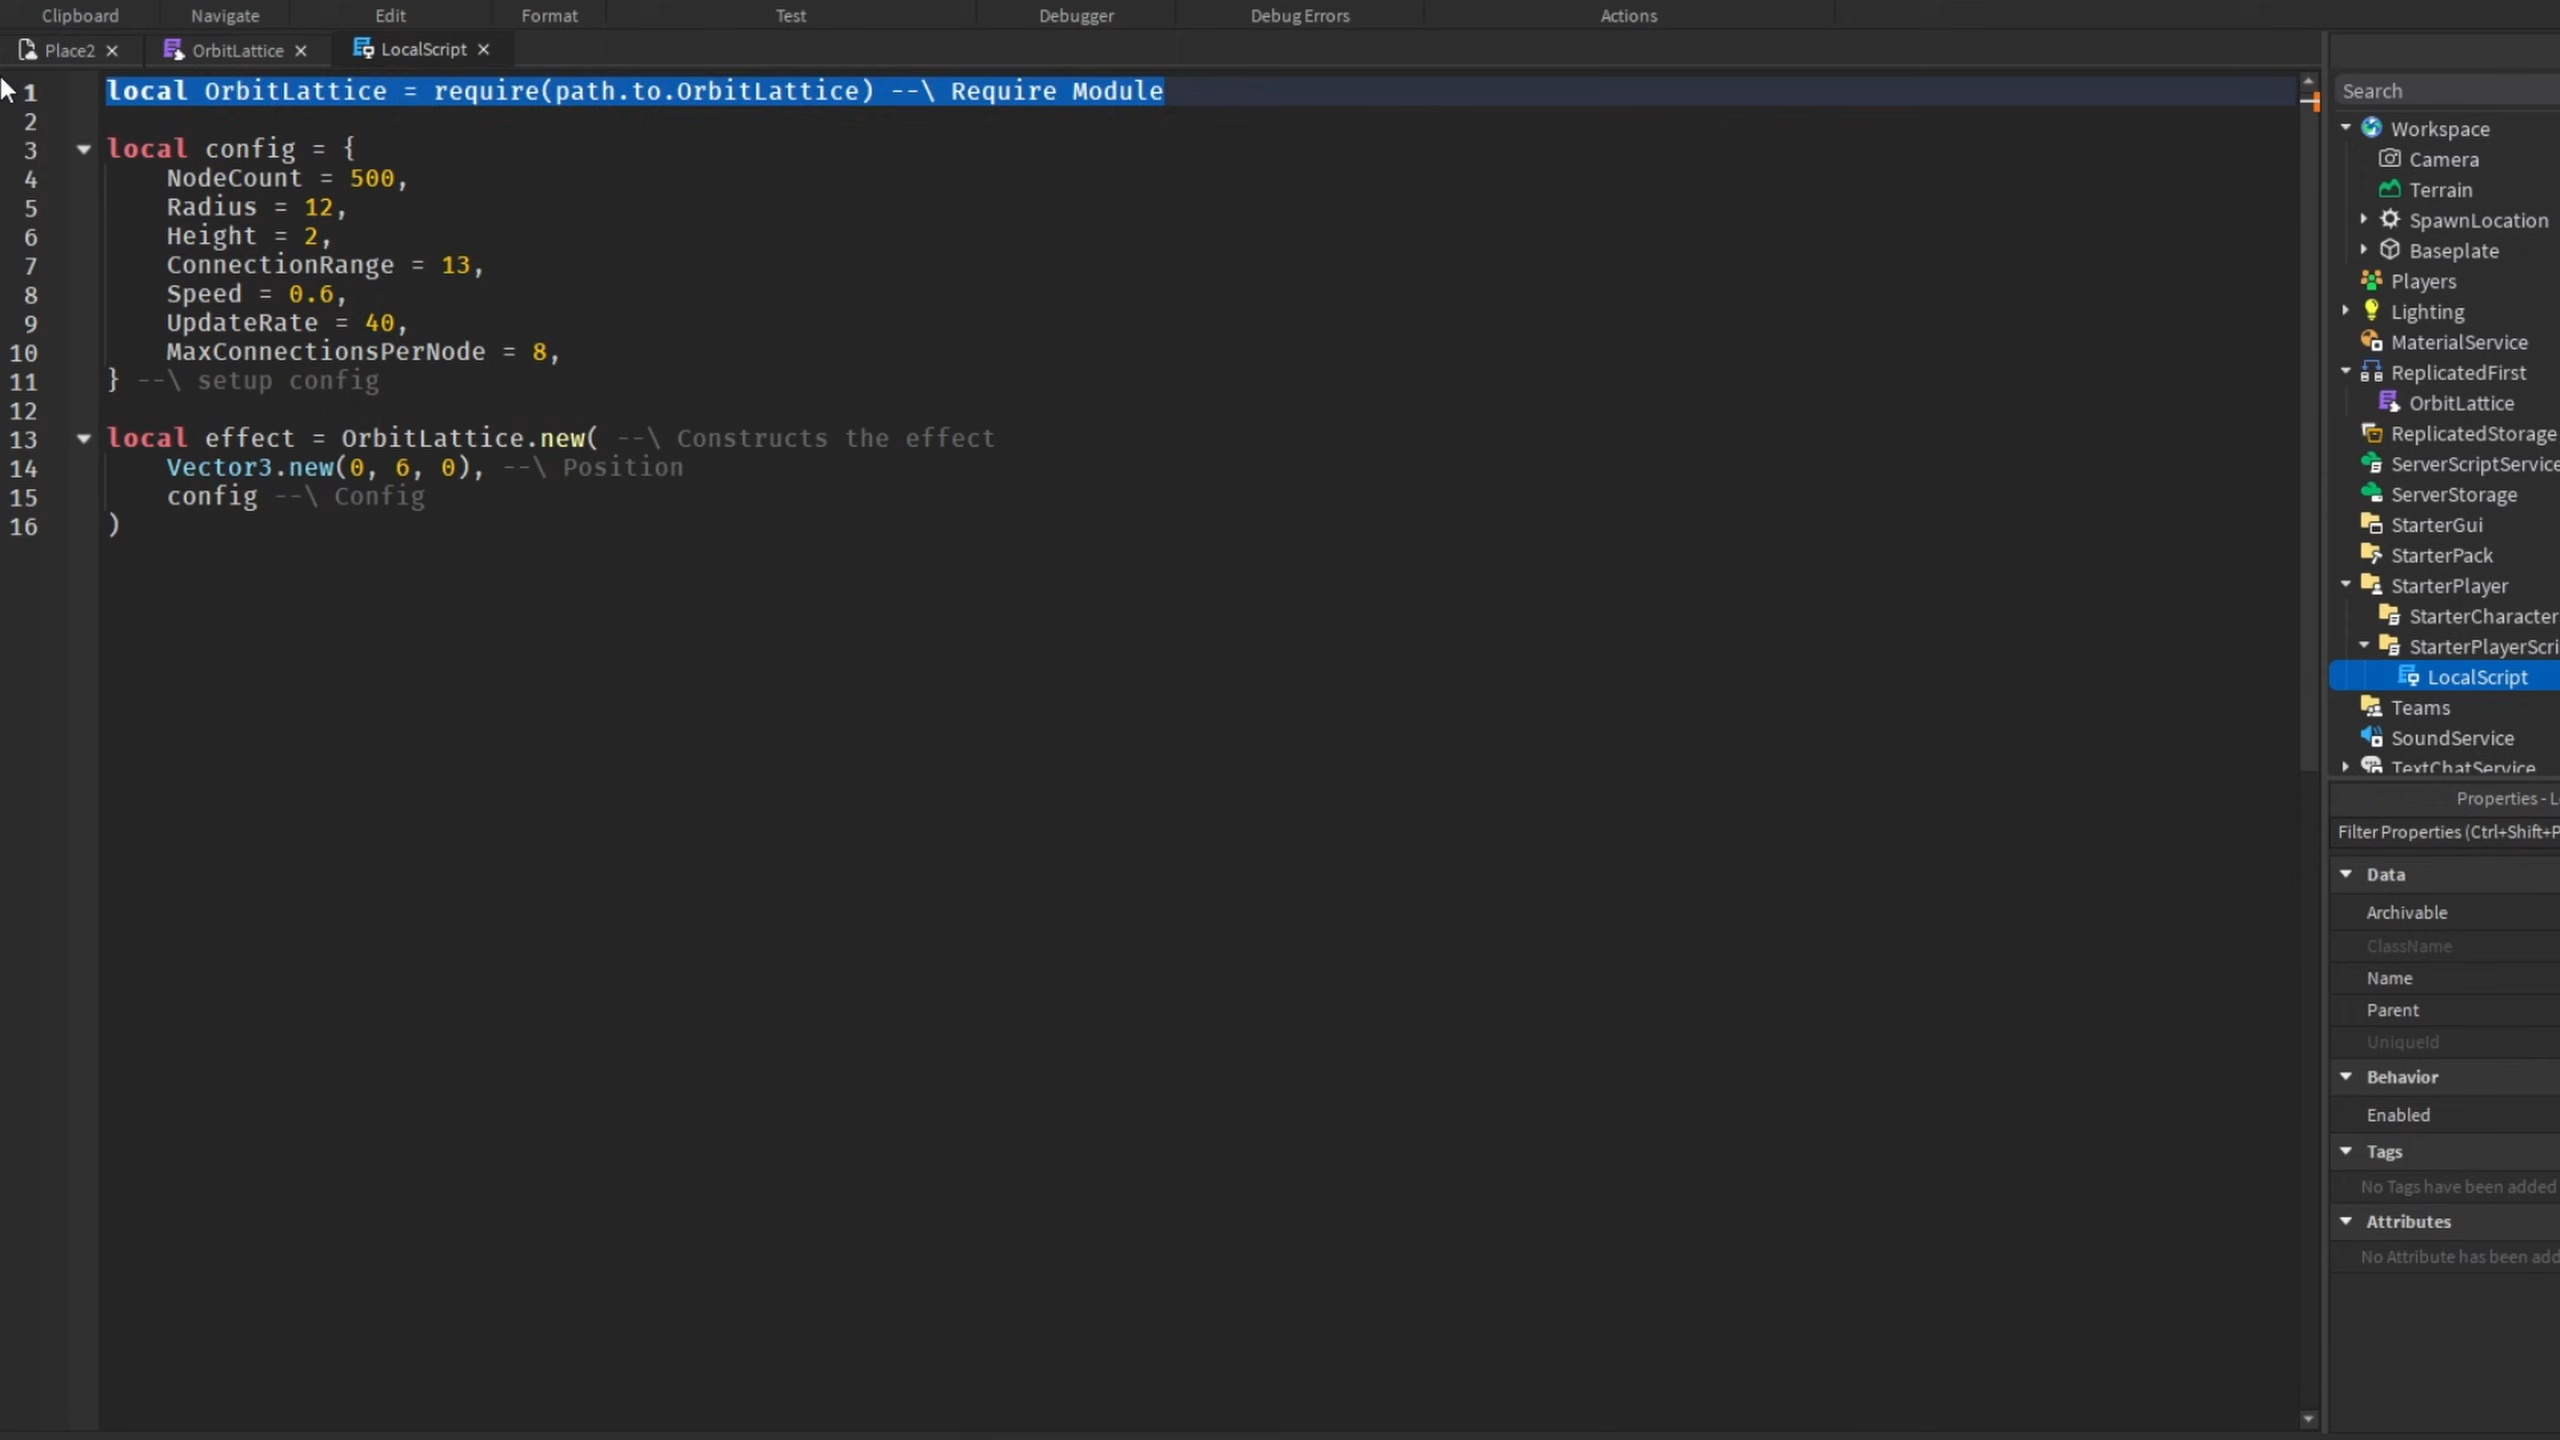 Clipboard Navigate Edit Format Test Debugger Debug Errors Actions
Place2 OrbitLattice LocalScript
1 local OrbitLattice = require(path.to.OrbitLattice) --\ Require Module
2
3 local config = {
4 NodeCount = 500,
5 Radius = 12,
6 Height = 2,
7 ConnectionRange = 13,
8 Speed = 0.6,
9 UpdateRate = 40,
10 MaxConnectionsPerNode = 8,
11 } --\ setup config
12
13 local effect = OrbitLattice.new( --\ Constructs the effect
14 Vector3.new(0, 6, 0), --\ Position
15 config --\ Config
16 )
Search
Workspace
Camera
Terrain
SpawnLocation
Baseplate
Players
Lighting
MaterialService
ReplicatedFirst
OrbitLattice
ReplicatedStorage
ServerScriptService
ServerStorage
StarterGui
StarterPack
StarterPlayer
StarterCharacter
StarterPlayerScri
LocalScript
Teams
SoundService
TextChatService
Properties - L
Filter Properties (Ctrl+Shift+P
Data
Archivable
ClassName
Name
Parent
UniqueId
Behavior
Enabled
Tags
No Tags have been added
Attributes
No Attribute has been add